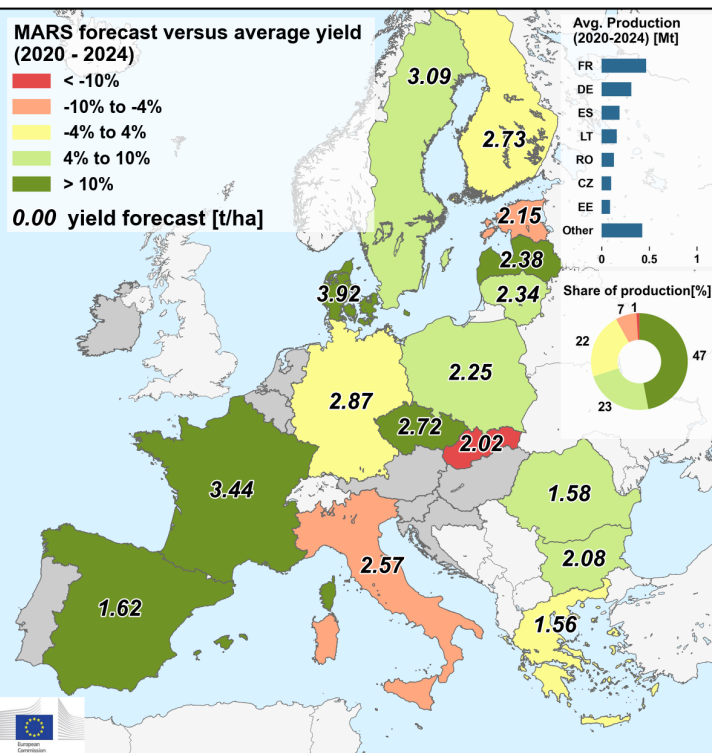 MARS forecast versus average yield
(2020 - 2024)
< -10%
-10% to -4%
-4% to 4%
4% to 10%
> 10%
0.00 yield forecast [t/ha]
Avg. Production
(2020-2024) [Mt]
FR
DE
ES
LT
RO
CZ
EE
Other
0 0.5 1
Share of production[%]
7 1
22
47
23
3.09
2.73
2.15
2.38
2.34
3.92
2.25
2.87
2.72
2.02
3.44
1.58
2.57
2.08
1.62
1.56
European
Commission